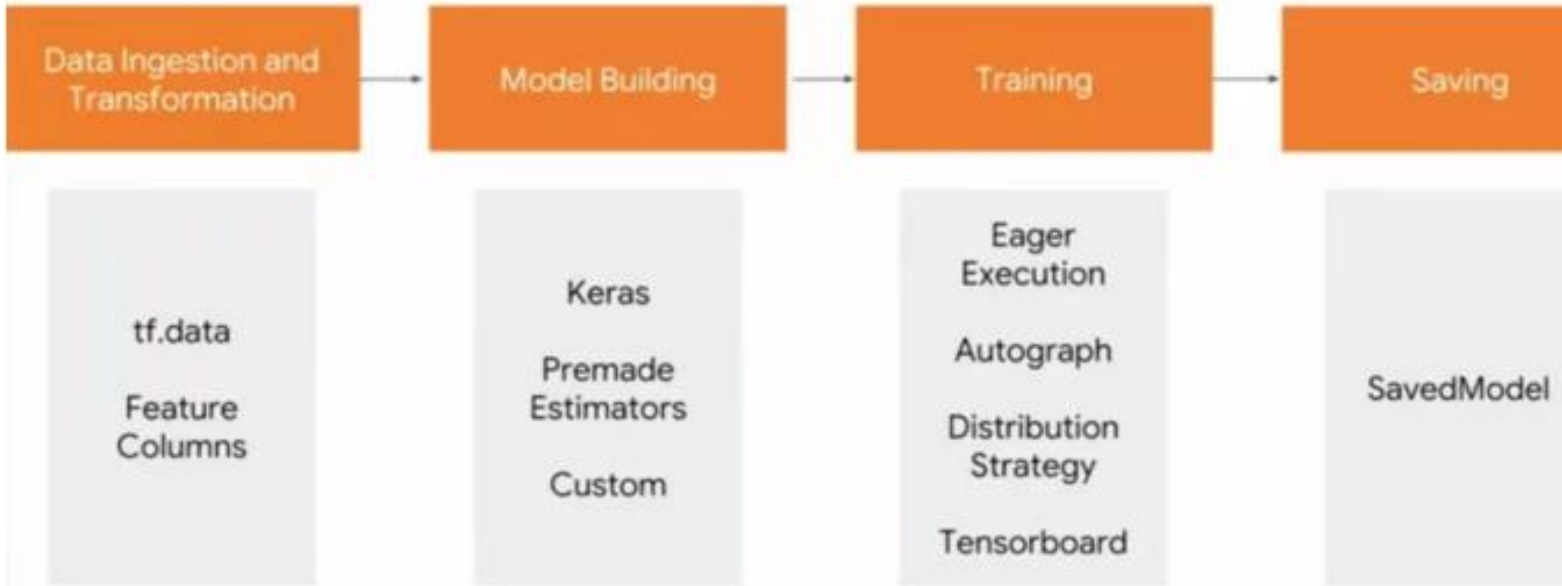 Data Ingestion and
Transformation
Model Building
Training
Saving
tf.data
Feature
Columns
Keras
Premade
Estimators
Custom
Eager
Execution
Autograph
Distribution
Strategy
Tensorboard
SavedModel